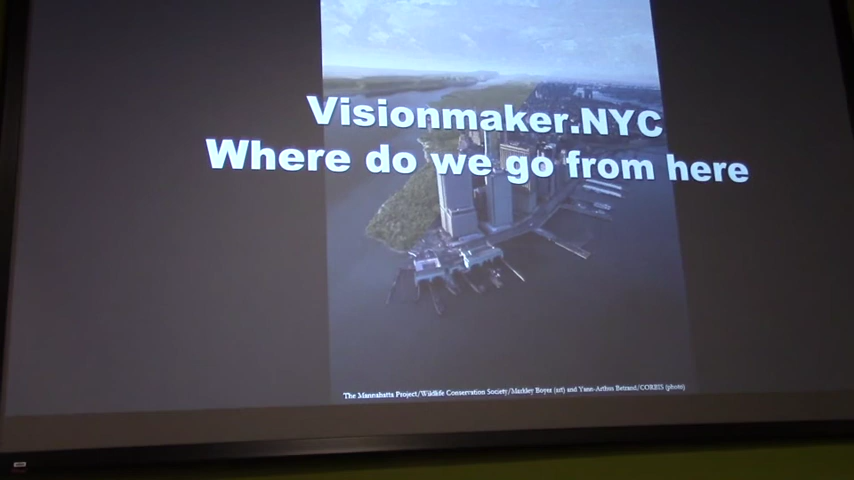 Visionmaker.NYC
Where do we go from here
The Mannahatta Project/Wildlife Conservation Society/Markley Boyer (art) and Yann-Arthus Betrand/CORBIS (photo)